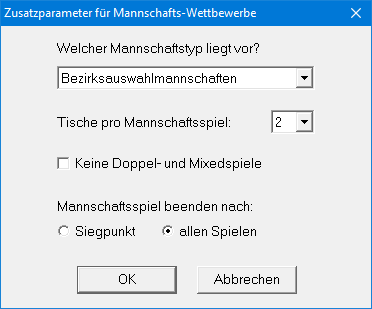 Zusatzparameter für Mannschafts-Wettbewerbe
Welcher Mannschaftstyp liegt vor?
Bezirksauswahlmannschaften
Tische pro Mannschaftsspiel: 2
Keine Doppel- und Mixedspiele
Mannschaftsspiel beenden nach:
Siegpunkt allen Spielen
OK Abbrechen